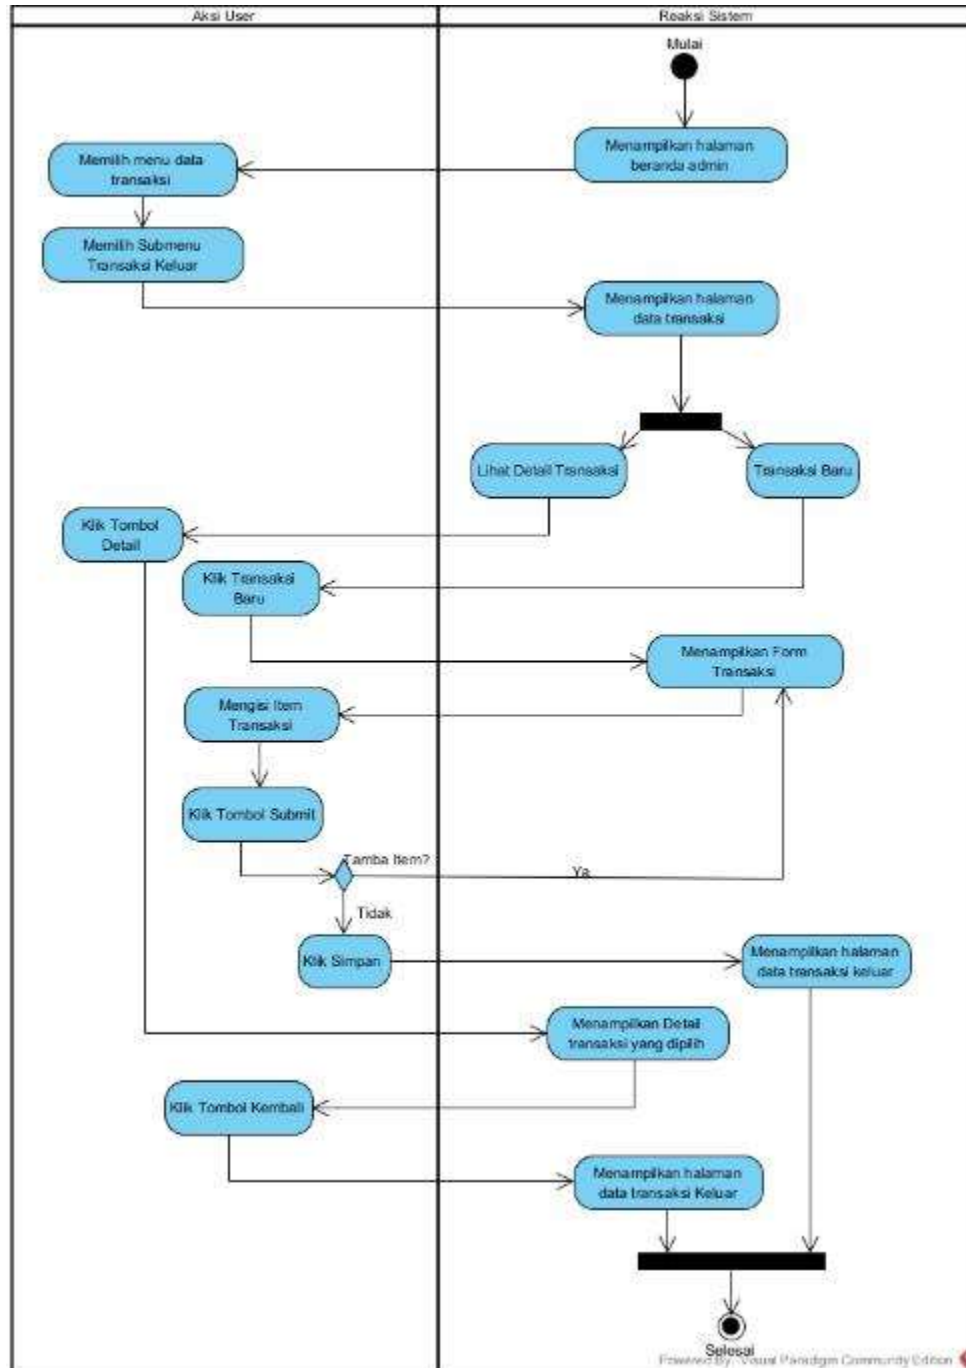 Aksi User
Reaksi Sistem
Mulai
Menampilkan halaman
beranda admin
Memilih menu data
transaksi
Memilih Submenu
Transaksi Keluar
Menampilkan halaman
data transaksi
Lihat Detail Transaksi
Transaksi Baru
Klik Tombol
Detail
Klik Transaksi
Baru
Menampilkan Form
Transaksi
Mengisi Item
Transaksi
Klik Tombol Submit
Tamba Item?
Ya
Tidak
Klik Simpan
Menampilkan halaman
data transaksi keluar
Menampilkan Detail
transaksi yang dipilih
Klik Tombol Kembali
Menampilkan halaman
data transaksi Keluar
Selesai
Powered By Visual Paradigm Community Edition